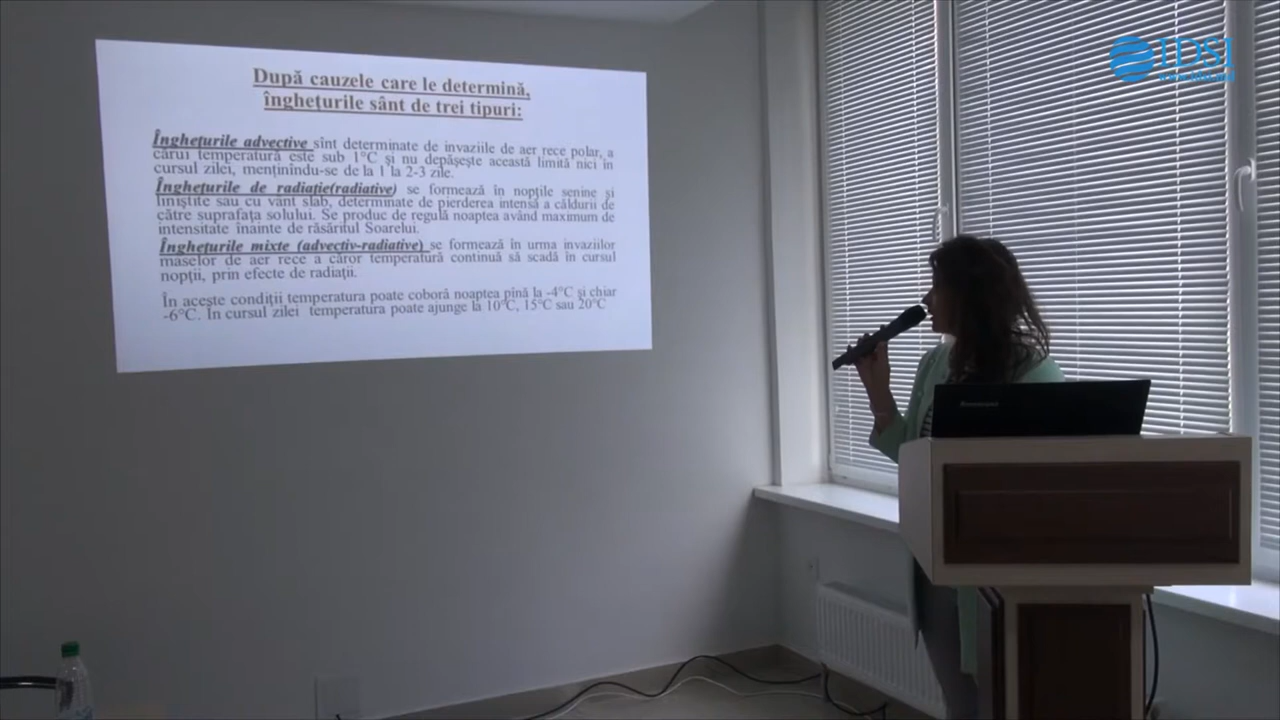 IDSI
www.idsi.md
După cauzele care le determină,
înghețurile sânt de trei tipuri:
Înghețurile advective sînt determinate de invaziile de aer rece polar, a
cărui temperatură este sub 1°C și nu depășește această limită nici în
cursul zilei, menținîndu-se de la 1 la 2-3 zile.
Înghețurile de radiație(radiative) se formează în nopțile senine și
liniștite sau cu vânt slab, determinate de pierderea intensă a căldurii de
către suprafața solului. Se produc de regulă noaptea având maximum de
intensitate înainte de răsăritul Soarelui.
Înghețurile mixte (advectiv-radiative) se formează în urma invaziilor
maselor de aer rece a căror temperatură continuă să scadă în cursul
nopții, prin efecte de radiații.
În aceste condiții temperatura poate coborâ noaptea pînă la -4°C și chiar
-6°C. În cursul zilei temperatura poate ajunge la 10°C, 15°C sau 20°C
Lenovo